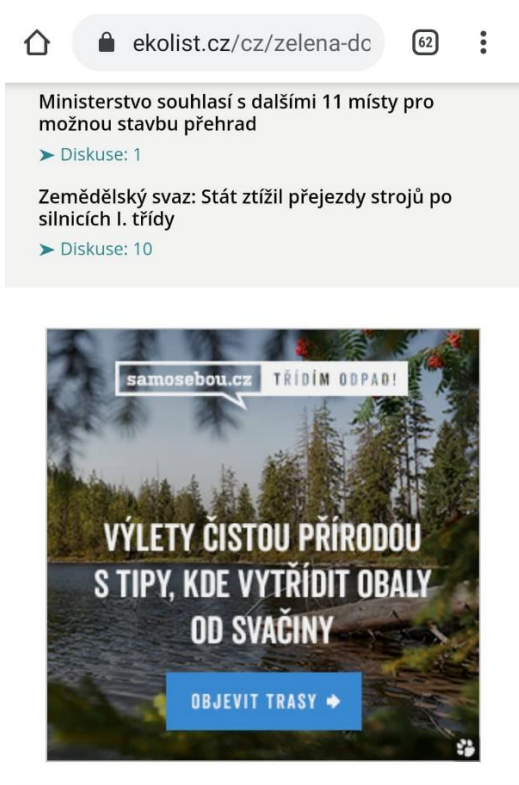 ekolist.cz/cz/zelena-dc
62
Ministerstvo souhlasí s dalšími 11 místy pro
možnou stavbu přehrad
➤ Diskuse: 1
Zemědělský svaz: Stát ztížil přejezdy strojů po
silnicích I. třídy
➤ Diskuse: 10
samosebou.cz TŘÍDÍM ODPAD!
VÝLETY ČISTOU PŘÍRODOU
S TIPY, KDE VYTŘÍDIT OBALY
OD SVAČINY
OBJEVIT TRASY ➜